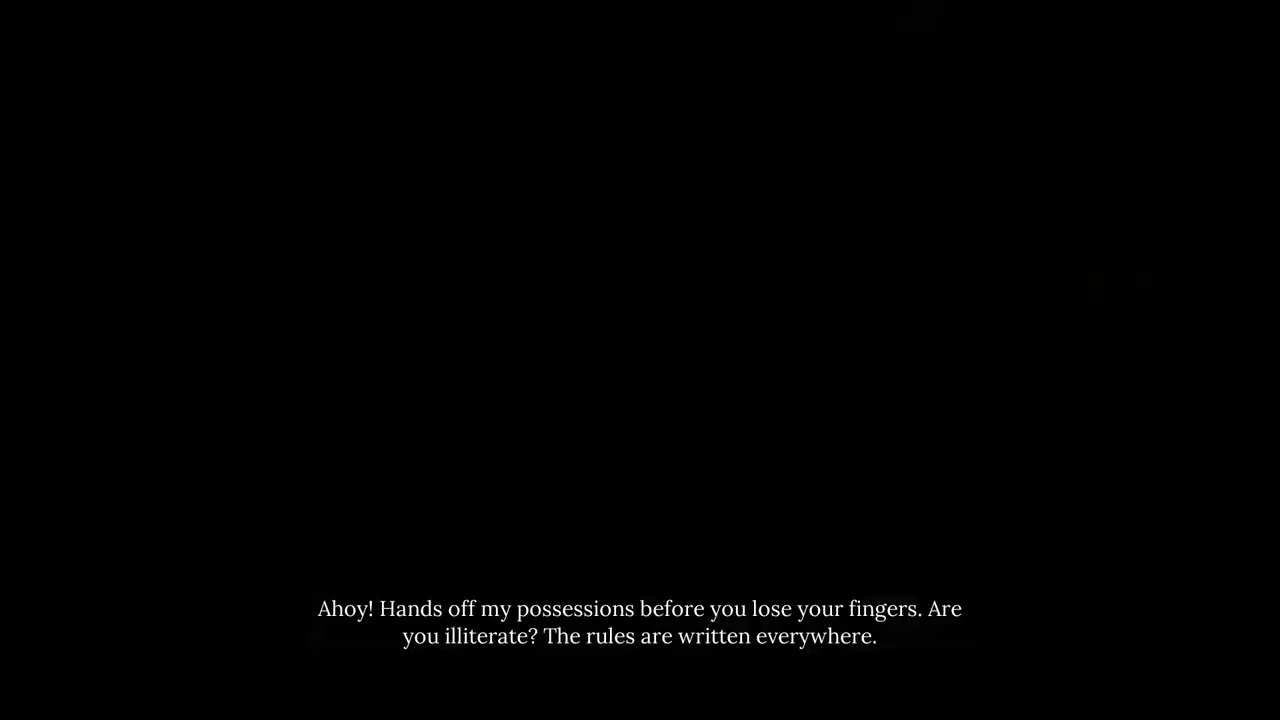 Ahoy! Hands off my possessions before you lose your fingers. Are
you illiterate? The rules are written everywhere.